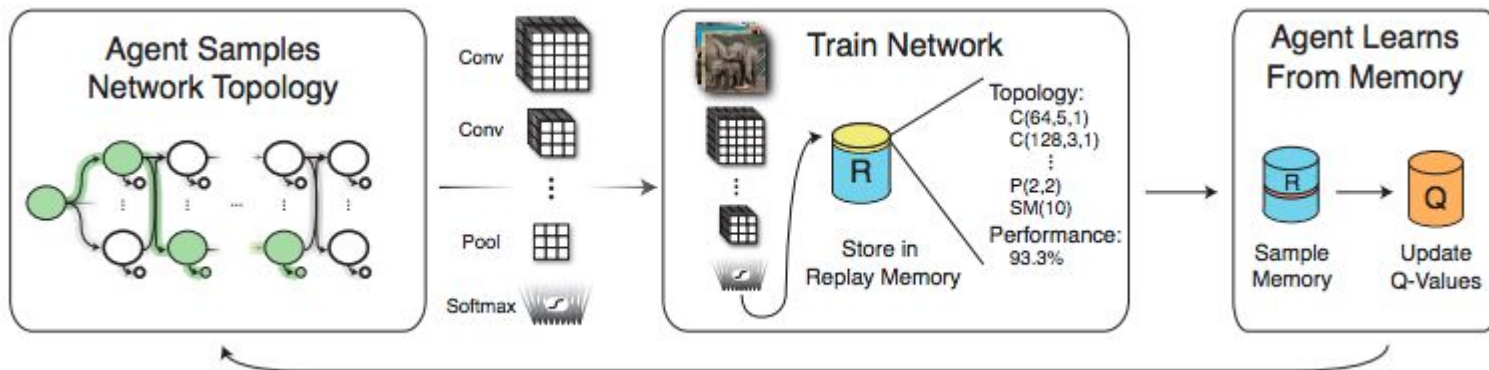 Agent Samples
Network Topology
Conv
Conv
Pool
Softmax
Train Network
R
Store in
Replay Memory
Topology:
C(64,5,1)
C(128,3,1)
P(2,2)
SM(10)
Performance:
93.3%
Agent Learns
From Memory
R
Sample
Memory
Q
Update
Q-Values